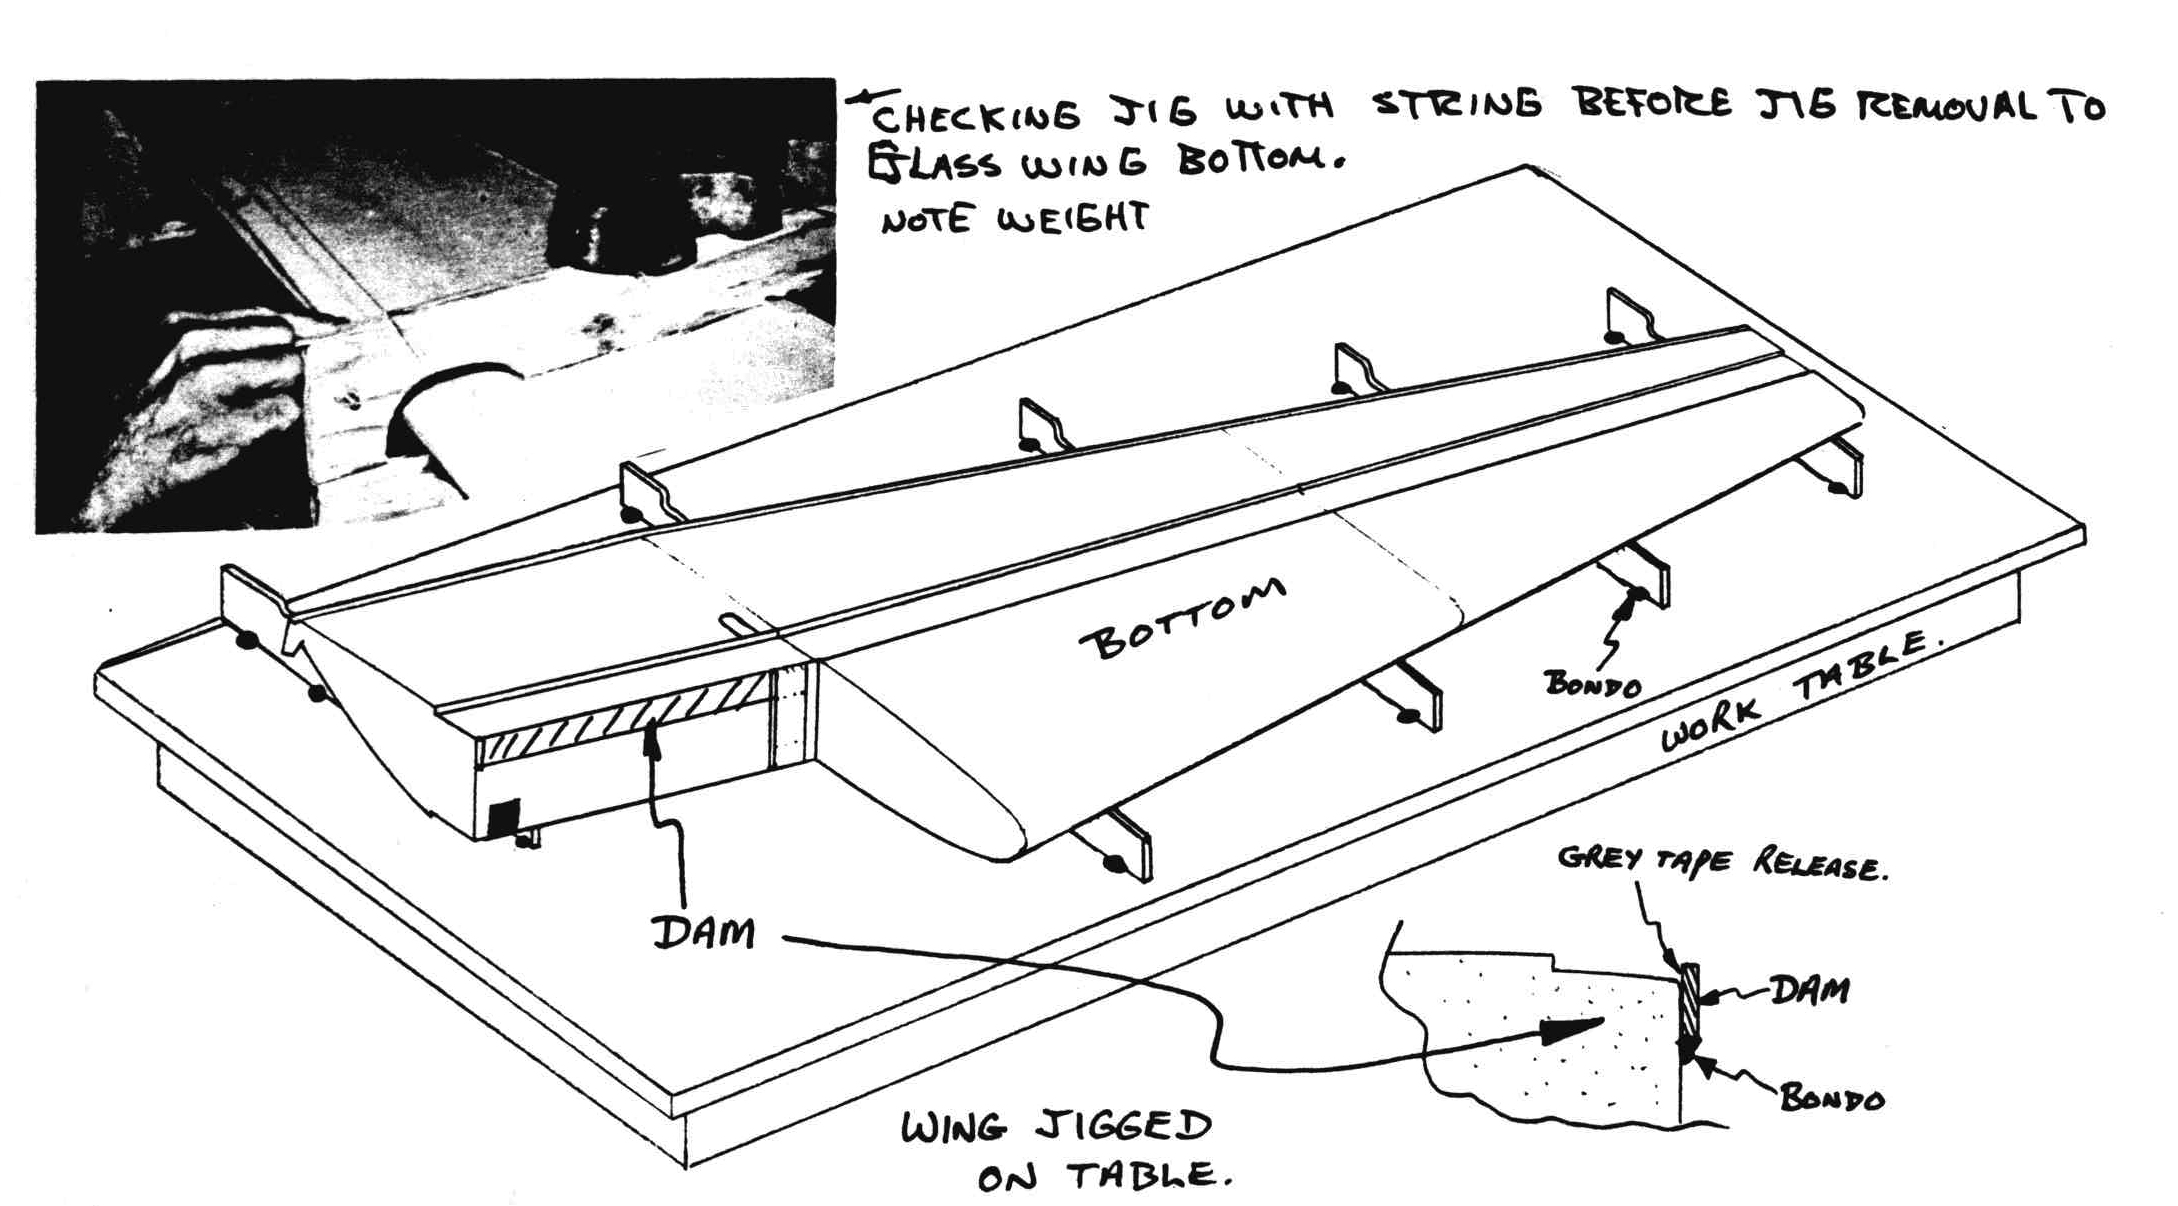 CHECKING JIG WITH STRING BEFORE JIG REMOVAL TO
GLASS WING BOTTOM.
NOTE WEIGHT
BOTTOM
BONDO
WORK TABLE.
DAM
GREY TAPE RELEASE.
DAM
BONDO
WING JIGGED
ON TABLE.